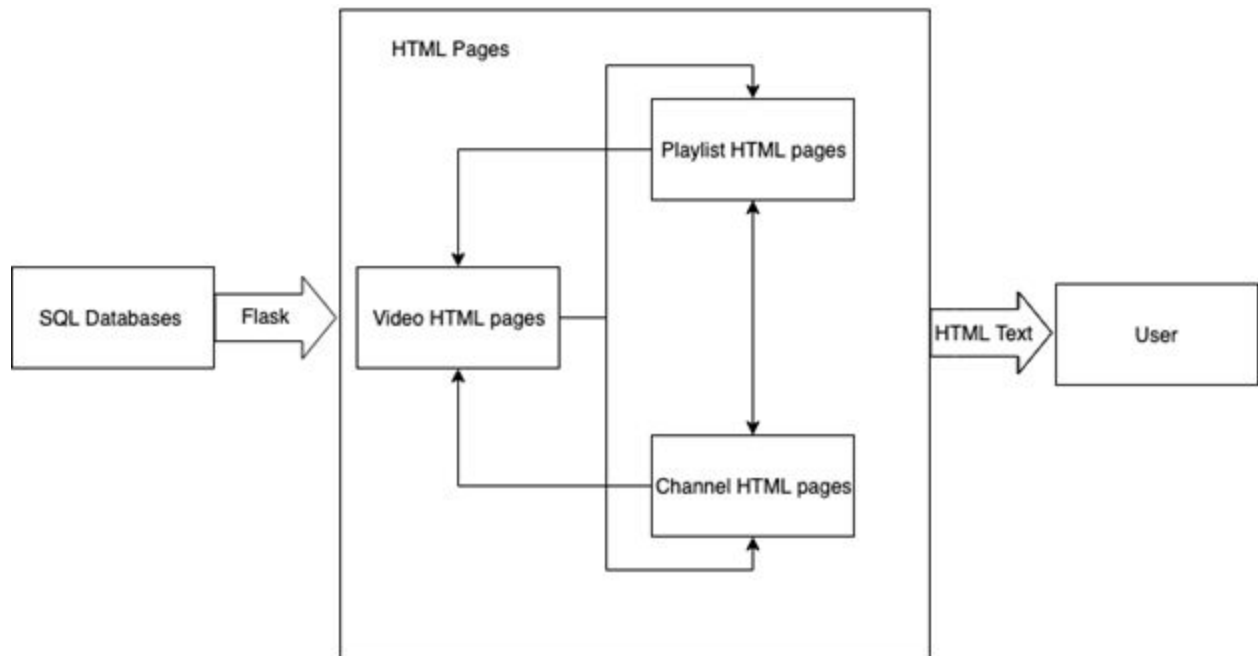 HTML Pages
Playlist HTML pages
SQL Databases
Flask
Video HTML pages
HTML Text
User
Channel HTML pages